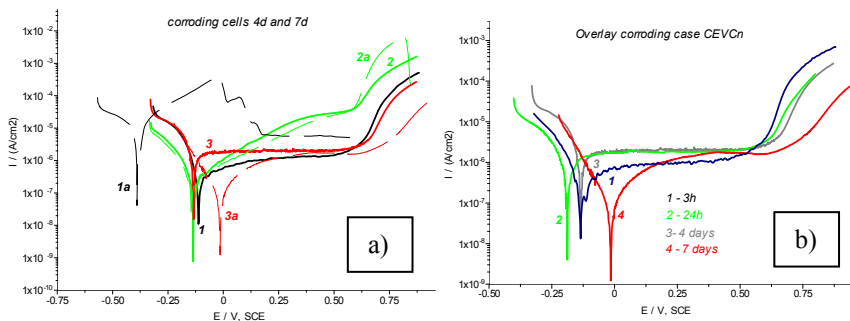 corroding cells 4d and 7d
I / (A/cm2)
1x10⁻²
1x10⁻³
1x10⁻⁴
1x10⁻⁵
1x10⁻⁶
1x10⁻⁷
1x10⁻⁸
1x10⁻⁹
1x10⁻¹⁰
2a
2
3
1a
1
3a
a)
-0.75 -0.50 -0.25 0 0.25 0.50 0.75
E / V, SCE
Overlay corroding case CEVCn
I / (A/cm2)
1x10⁻³
1x10⁻⁴
1x10⁻⁵
1x10⁻⁶
1x10⁻⁷
1x10⁻⁸
1x10⁻⁹
3
1
2
4
1 - 3h
2 - 24h
3- 4 days
4 - 7 days
b)
-0.50 -0.25 0 0.25 0.50 0.75
E / V, SCE